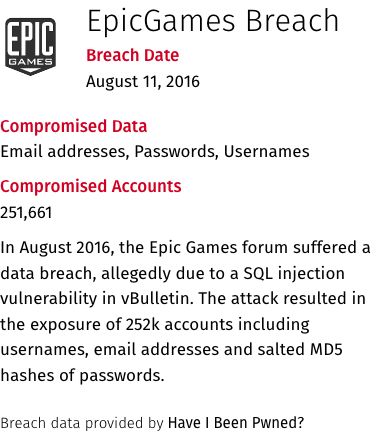 EPIC
GAMES
EpicGames Breach
Breach Date
August 11, 2016
Compromised Data
Email addresses, Passwords, Usernames
Compromised Accounts
251,661
In August 2016, the Epic Games forum suffered a
data breach, allegedly due to a SQL injection
vulnerability in vBulletin. The attack resulted in
the exposure of 252k accounts including
usernames, email addresses and salted MD5
hashes of passwords.
Breach data provided by Have I Been Pwned?